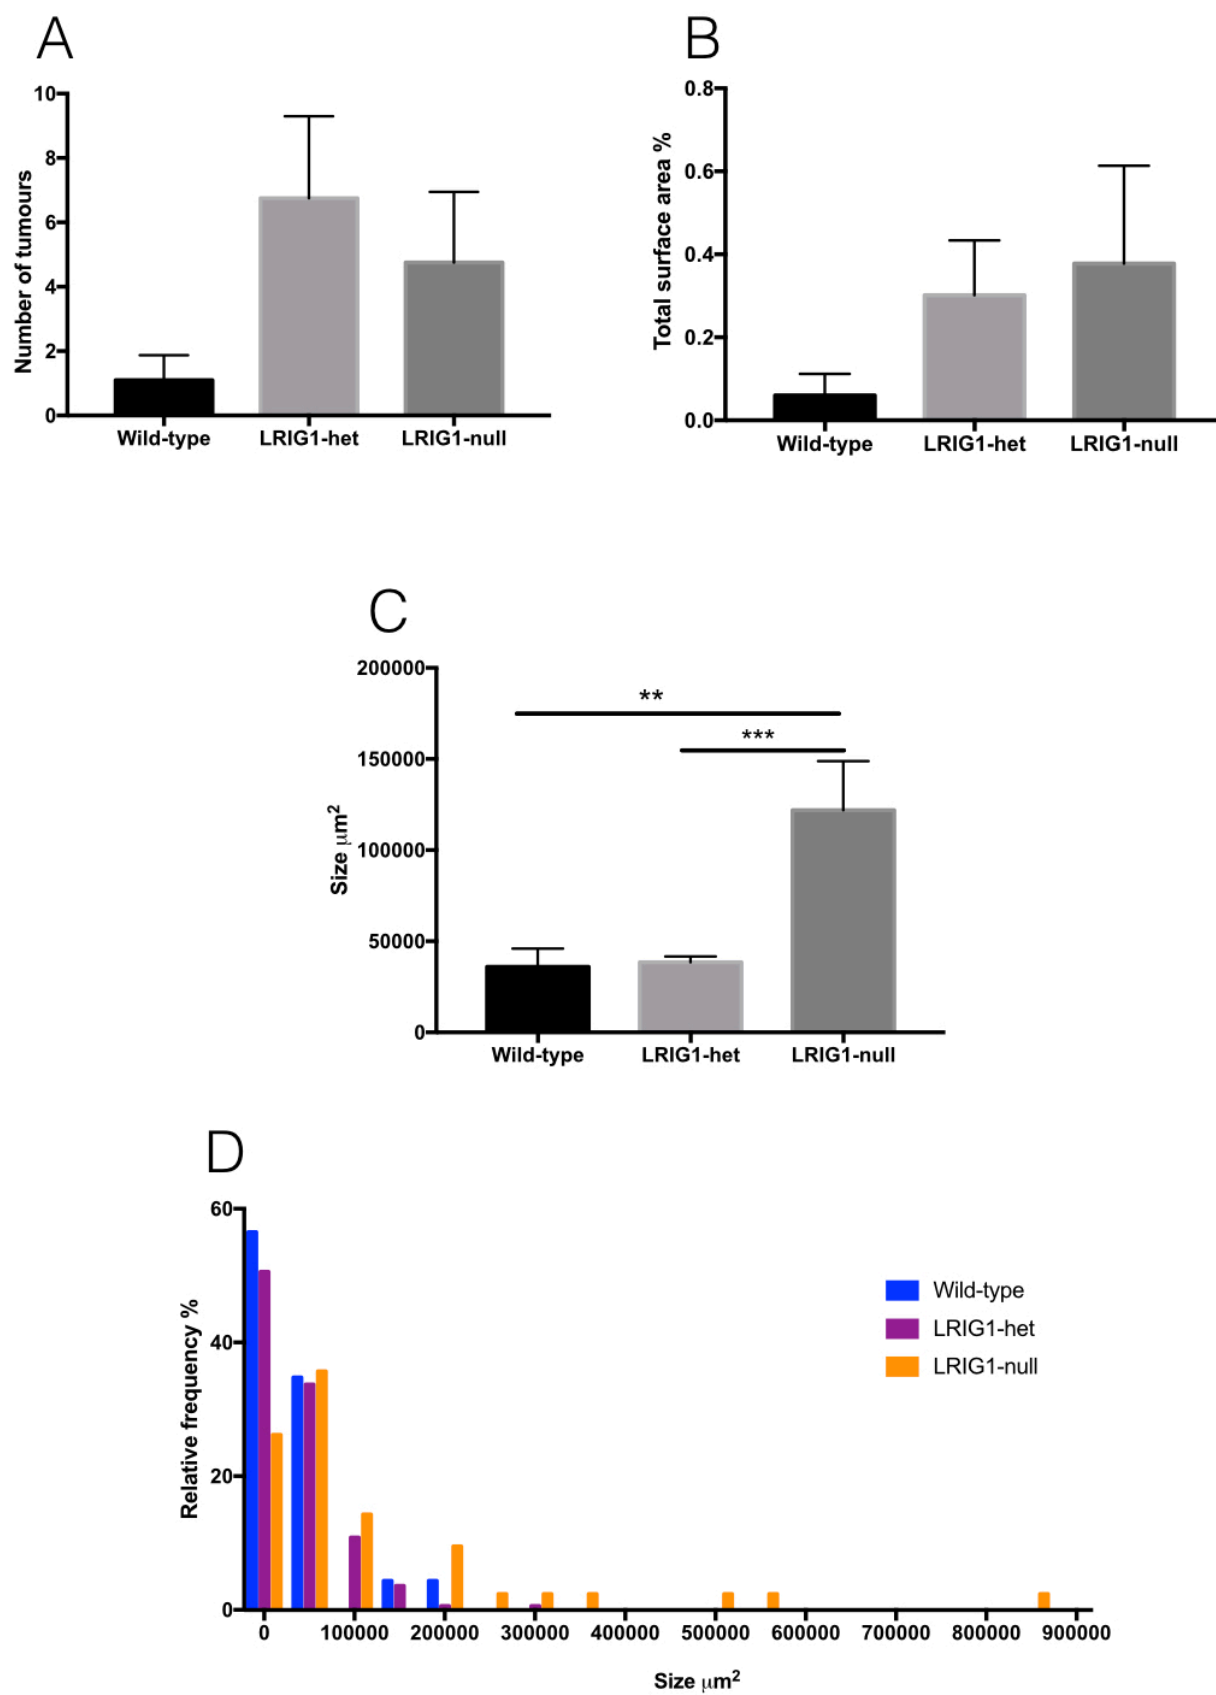 A
10
8
6
4
2
0
Number of tumours
Wild-type LRIG1-het LRIG1-null
B
0.8
0.6
0.4
0.2
0.0
Total surface area %
Wild-type LRIG1-het LRIG1-null
C
200000
150000
100000
50000
0
Size μm²
**
***
Wild-type LRIG1-het LRIG1-null
D
60
40
20
0
Relative frequency %
Wild-type
LRIG1-het
LRIG1-null
0 100000 200000 300000 400000 500000 600000 700000 800000 900000
Size μm²